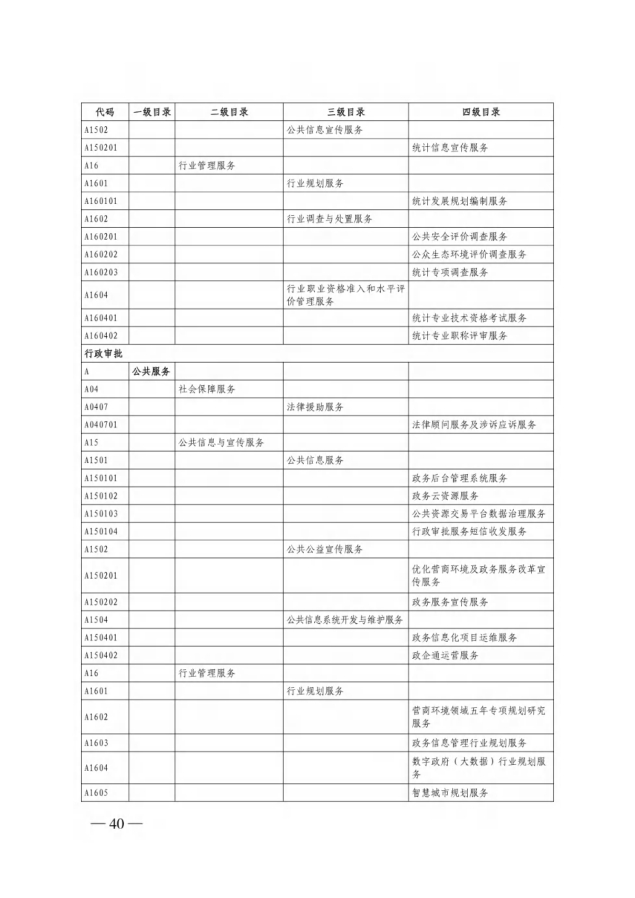 代码 一级目录 二级目录 三级目录 四级目录
A1502 公共信息宣传服务
A150201 统计信息宣传服务
A16 行业管理服务
A1601 行业规划服务
A160101 统计发展规划编制服务
A1602 行业调查与处置服务
A160201 公共安全评价调查服务
A160202 公众生态环境评价调查服务
A160203 统计专项调查服务
A1604 行业职业资格准入和水平评
价管理服务
A160401 统计专业技术资格考试服务
A160402 统计专业职称评审服务
行政审批
A 公共服务
A04 社会保障服务
A0407 法律援助服务
A040701 法律顾问服务及涉诉应诉服务
A15 公共信息与宣传服务
A1501 公共信息服务
A150101 政务后台管理系统服务
A150102 政务云资源服务
A150103 公共资源交易平台数据治理服务
A150104 行政审批服务短信收发服务
A1502 公共公益宣传服务
A150201 优化营商环境及政务服务改革宣
传服务
A150202 政务服务宣传服务
A1504 公共信息系统开发与维护服务
A150401 政务信息化项目运维服务
A150402 政企通运营服务
A16 行业管理服务
A1601 行业规划服务
A1602 营商环境领域五年专项规划研究
服务
A1603 政务信息管理行业规划服务
A1604 数字政府（大数据）行业规划服
务
A1605 智慧城市规划服务
— 40 —